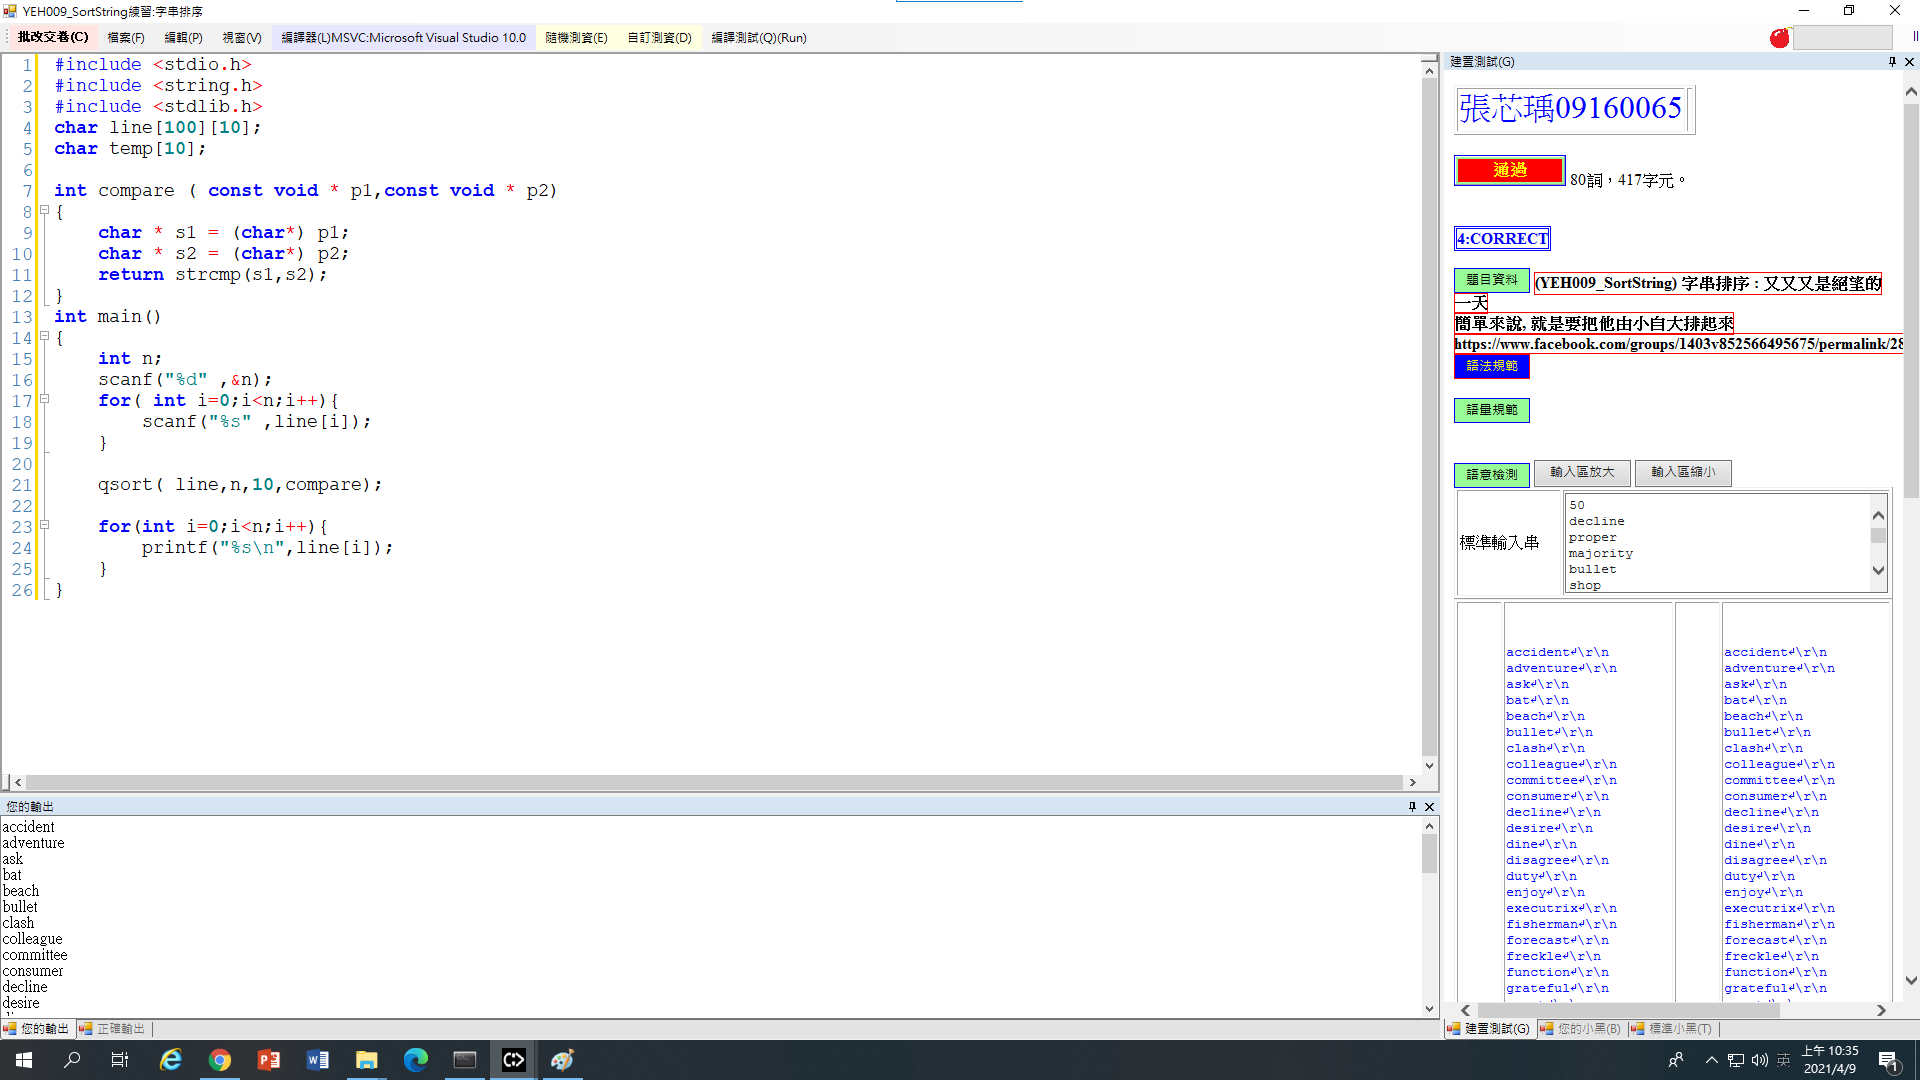 YEH009_SortString練習:字串排序
批改交卷(C) 檔案(F) 編輯(P) 視窗(V) 編譯器(L)MSVC:Microsoft Visual Studio 10.0 隨機測資(E) 自訂測資(D) 編譯測試(Q)(Run)
1 #include <stdio.h>
2 #include <string.h>
3 #include <stdlib.h>
4 char line[100][10];
5 char temp[10];
6
7 int compare ( const void * p1,const void * p2)
8 {
9 char * s1 = (char*) p1;
10 char * s2 = (char*) p2;
11 return strcmp(s1,s2);
12 }
13 int main()
14 {
15 int n;
16 scanf("%d" ,&n);
17 for( int i=0;i<n;i++){
18 scanf("%s" ,line[i]);
19 }
20
21 qsort( line,n,10,compare);
22
23 for(int i=0;i<n;i++){
24 printf("%s\n",line[i]);
25 }
26 }
您的輸出
accident
adventure
ask
bat
beach
bullet
clash
colleague
committee
consumer
decline
desire
您的輸出 正確輸出
建置測試(G)
張芯瑀09160065
通過 80詞，417字元。
4:CORRECT
題目資料 (YEH009_SortString) 字串排序 : 又又又是絕望的
一天
簡單來說, 就是要把他由小自大排起來
https://www.facebook.com/groups/1403v852566495675/permalink/28
語法規範
語量規範
語意檢測 輸入區放大 輸入區縮小
標準輸入串
50
decline
proper
majority
bullet
shop
accident↲\r\n accident↲\r\n
adventure↲\r\n adventure↲\r\n
ask↲\r\n ask↲\r\n
bat↲\r\n bat↲\r\n
beach↲\r\n beach↲\r\n
bullet↲\r\n bullet↲\r\n
clash↲\r\n clash↲\r\n
colleague↲\r\n colleague↲\r\n
committee↲\r\n committee↲\r\n
consumer↲\r\n consumer↲\r\n
decline↲\r\n decline↲\r\n
desire↲\r\n desire↲\r\n
dine↲\r\n dine↲\r\n
disagree↲\r\n disagree↲\r\n
duty↲\r\n duty↲\r\n
enjoy↲\r\n enjoy↲\r\n
executrix↲\r\n executrix↲\r\n
fisherman↲\r\n fisherman↲\r\n
forecast↲\r\n forecast↲\r\n
freckle↲\r\n freckle↲\r\n
function↲\r\n function↲\r\n
grateful↲\r\n grateful↲\r\n
建置測試(G) 您的小黑(B) 標準小黑(T)
英 上午 10:35
2021/4/9
1